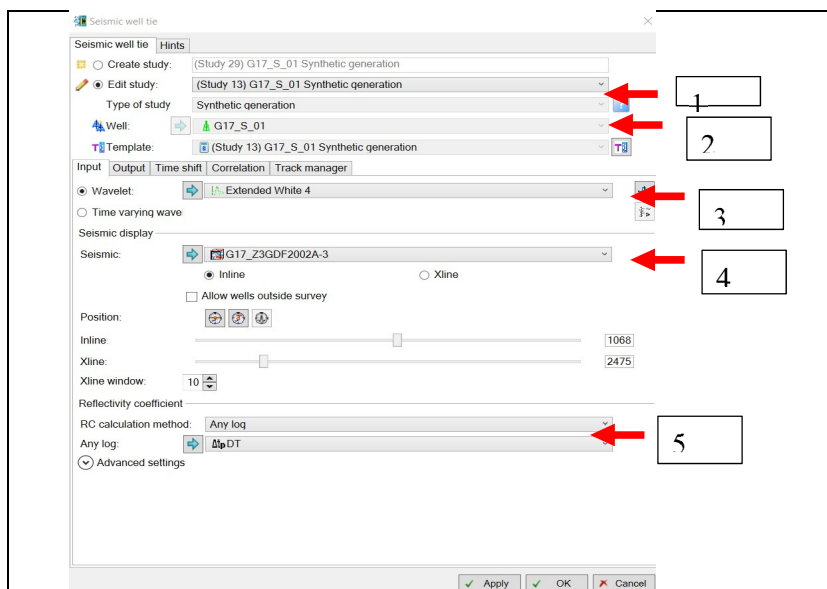 Seismic well tie
Seismic well tie Hints
Create study: (Study 29) G17_S_01 Synthetic generation
Edit study: (Study 13) G17_S_01 Synthetic generation
Type of study Synthetic generation
1
Well: G17_S_01
2
Template: (Study 13) G17_S_01 Synthetic generation
Input Output Time shift Correlation Track manager
Wavelet: Extended White 4
3
Time varying wavel
Seismic display
Seismic: G17_Z3GDF2002A-3
4
Inline Xline
Allow wells outside survey
Position:
Inline: 1068
Xline: 2475
Xline window: 10
Reflectivity coefficient
RC calculation method: Any log
5
Any log: Δtp DT
Advanced settings
Apply OK Cancel